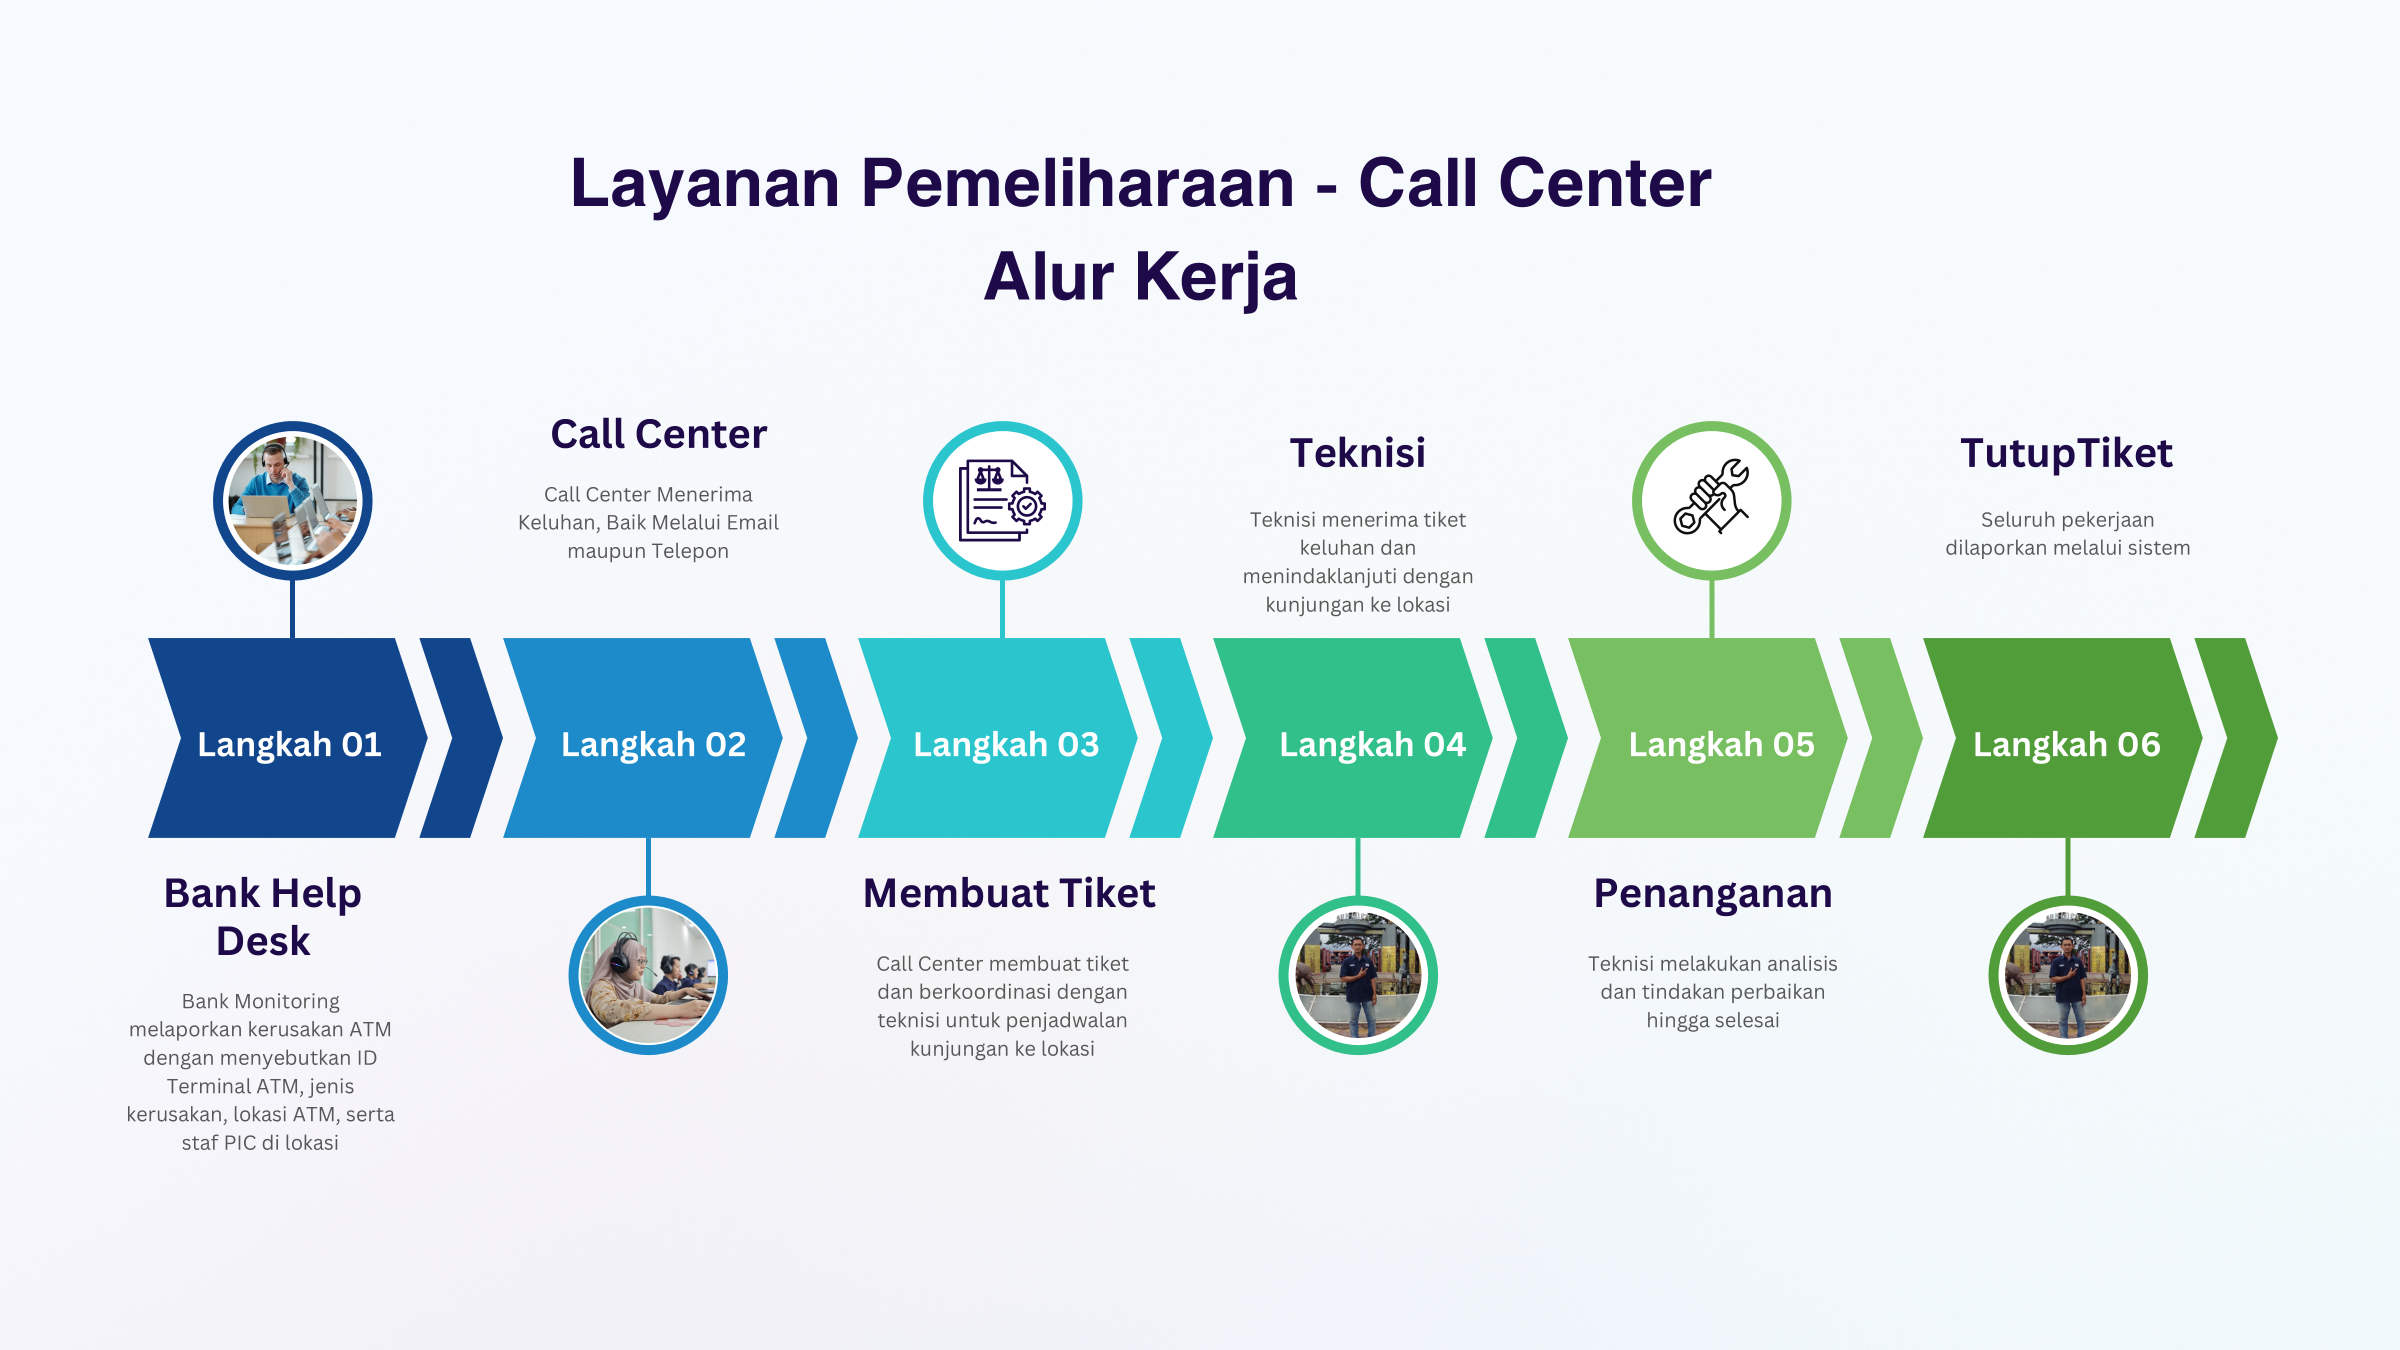 Layanan Pemeliharaan - Call Center
Alur Kerja
Langkah 01
Bank Help
Desk
Bank Monitoring
melaporkan kerusakan ATM
dengan menyebutkan ID
Terminal ATM, jenis
kerusakan, lokasi ATM, serta
staf PIC di lokasi
Call Center
Call Center Menerima
Keluhan, Baik Melalui Email
maupun Telepon
Langkah 02
Langkah 03
Membuat Tiket
Call Center membuat tiket
dan berkoordinasi dengan
teknisi untuk penjadwalan
kunjungan ke lokasi
Teknisi
Teknisi menerima tiket
keluhan dan
menindaklanjuti dengan
kunjungan ke lokasi
Langkah 04
Langkah 05
Penanganan
Teknisi melakukan analisis
dan tindakan perbaikan
hingga selesai
TutupTiket
Seluruh pekerjaan
dilaporkan melalui sistem
Langkah 06